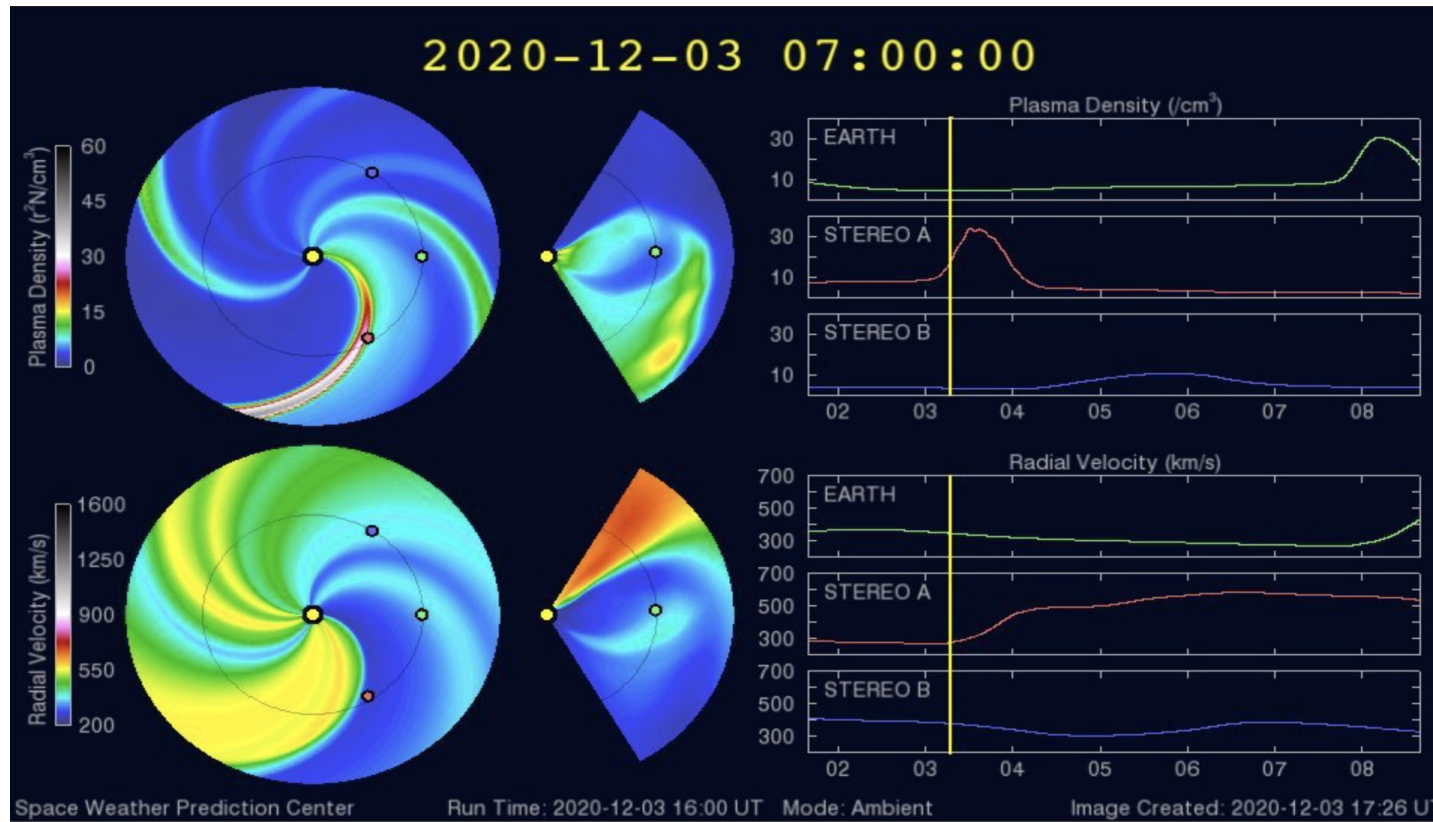 2020-12-03 07:00:00
Plasma Density (r²N/cm³)
60
45
30
15
0
Plasma Density (/cm³)
EARTH
30
10
STEREO A
30
10
STEREO B
30
10
02 03 04 05 06 07 08
Radial Velocity (km/s)
1600
1250
900
550
200
Radial Velocity (km/s)
EARTH
700
500
300
STEREO A
700
500
300
STEREO B
700
500
300
02 03 04 05 06 07 08
Space Weather Prediction Center Run Time: 2020-12-03 16:00 UT Mode: Ambient Image Created: 2020-12-03 17:26 U